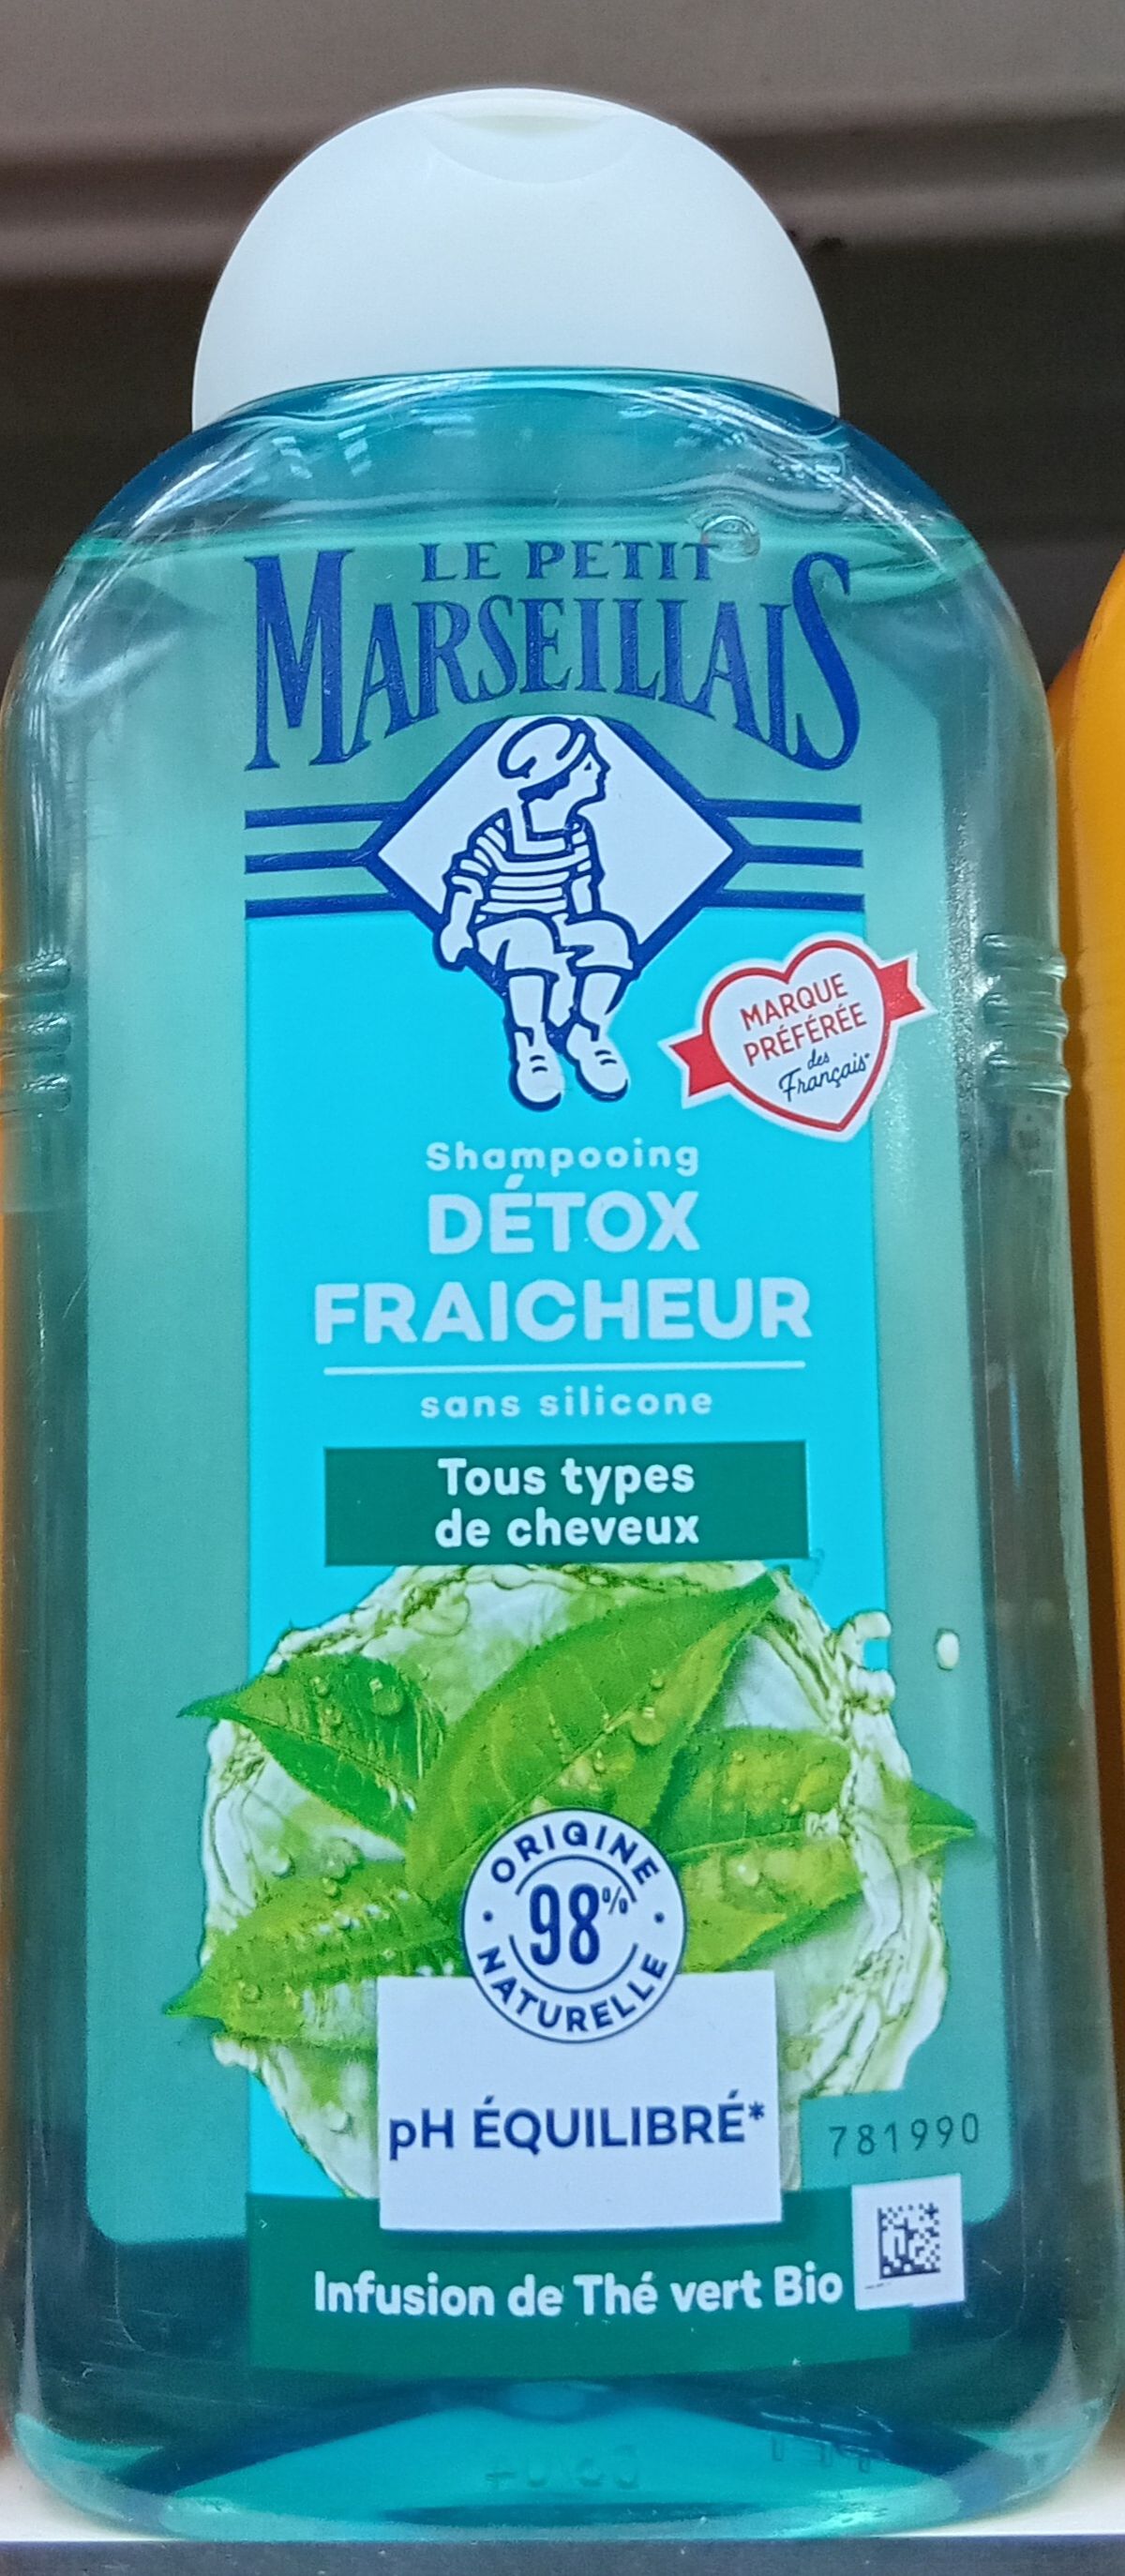 LE PETIT
MARSEILLAIS
MARQUE
PRÉFÉRÉE
des
Français*
Shampooing
DÉTOX
FRAICHEUR
sans silicone
Tous types
de cheveux
ORIGINE
98%
NATURELLE
pH ÉQUILIBRÉ*
781990
Infusion de Thé vert Bio